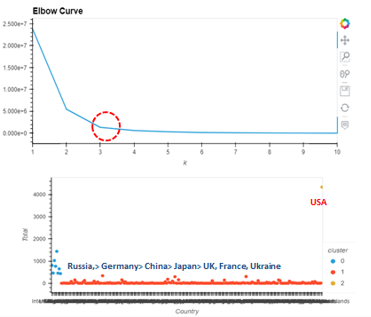 Elbow Curve
2.500e+7
2.000e+7
1.500e+7
1.000e+7
5.000e+6
0.000e+0
1 2 3 4 5 6 7 8 9 10
k
4000
3000
2000
1000
0
Total
USA
Russia,> Germany> China> Japan> UK, France, Ukraine
cluster
0
1
2
Country